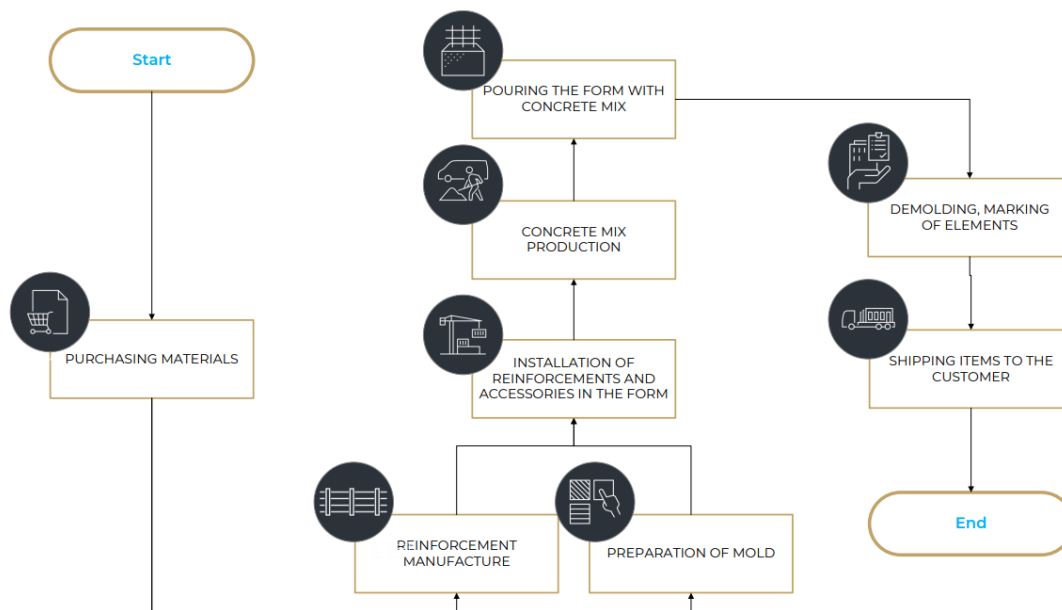 Start
PURCHASING MATERIALS
POURING THE FORM WITH
CONCRETE MIX
CONCRETE MIX
PRODUCTION
INSTALLATION OF
REINFORCEMENTS AND
ACCESSORIES IN THE FORM
REINFORCEMENT
MANUFACTURE
PREPARATION OF MOLD
DEMOLDING, MARKING
OF ELEMENTS
SHIPPING ITEMS TO THE
CUSTOMER
End